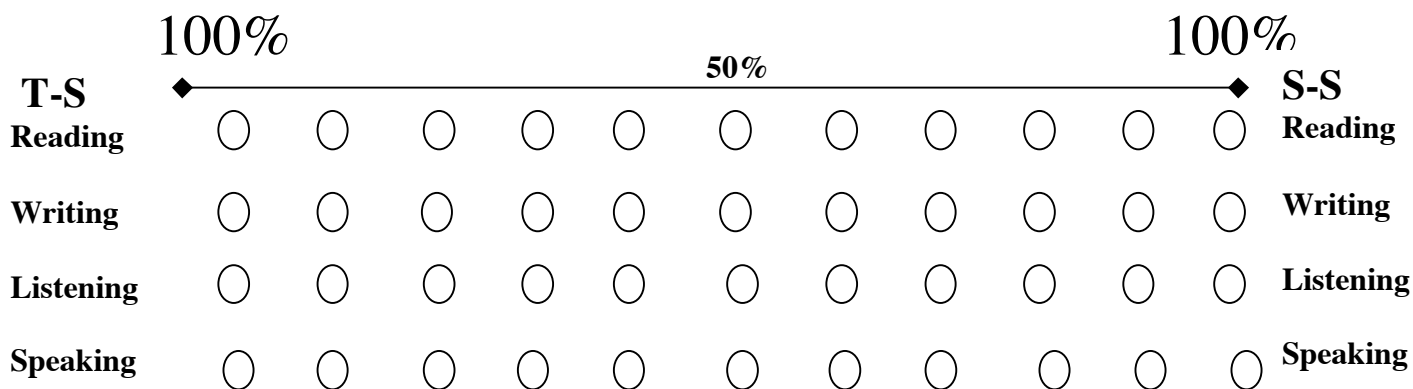 100% 100%
50%
T-S S-S
Reading Reading
Writing Writing
Listening Listening
Speaking Speaking